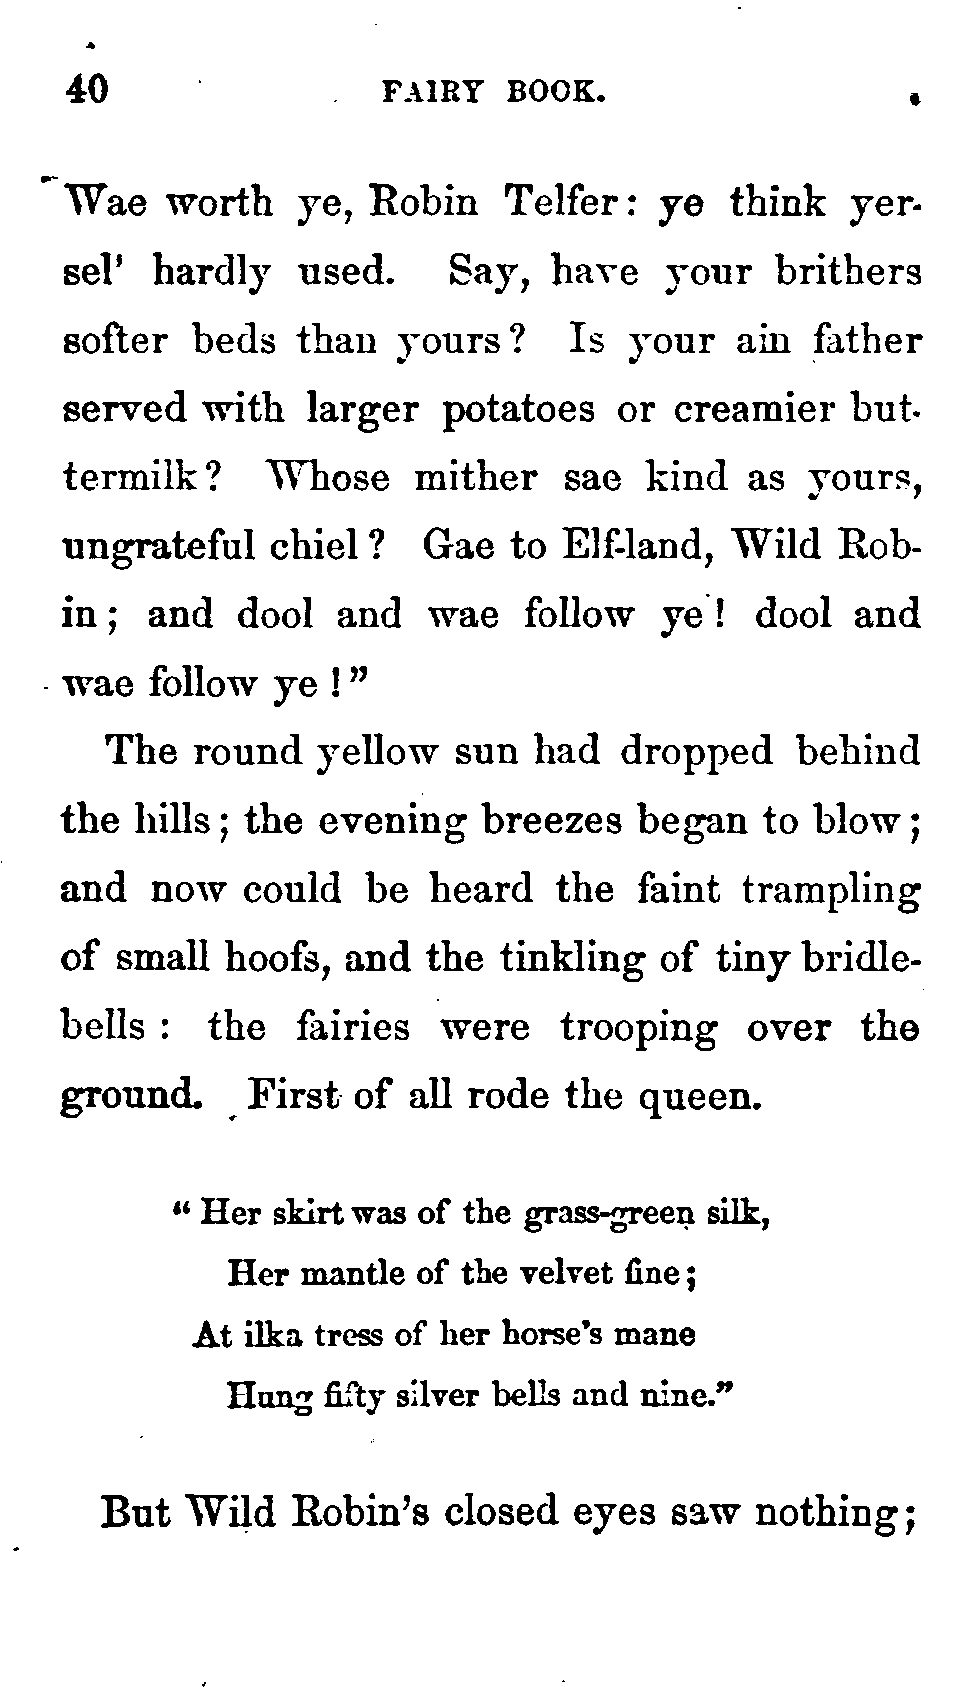 40 FAIRY BOOK.
Wae worth ye, Robin Telfer: ye think yer-
sel' hardly used. Say, have your brithers
softer beds than yours? Is your ain father
served with larger potatoes or creamier but-
termilk? Whose mither sae kind as yours,
ungrateful chiel? Gae to Elf-land, Wild Rob-
in; and dool and wae follow ye! dool and
wae follow ye!"
The round yellow sun had dropped behind
the hills; the evening breezes began to blow;
and now could be heard the faint trampling
of small hoofs, and the tinkling of tiny bridle-
bells: the fairies were trooping over the
ground. First of all rode the queen.
"Her skirt was of the grass-green silk,
Her mantle of the velvet fine;
At ilka tress of her horse's mane
Hung fifty silver bells and nine."
But Wild Robin's closed eyes saw nothing;